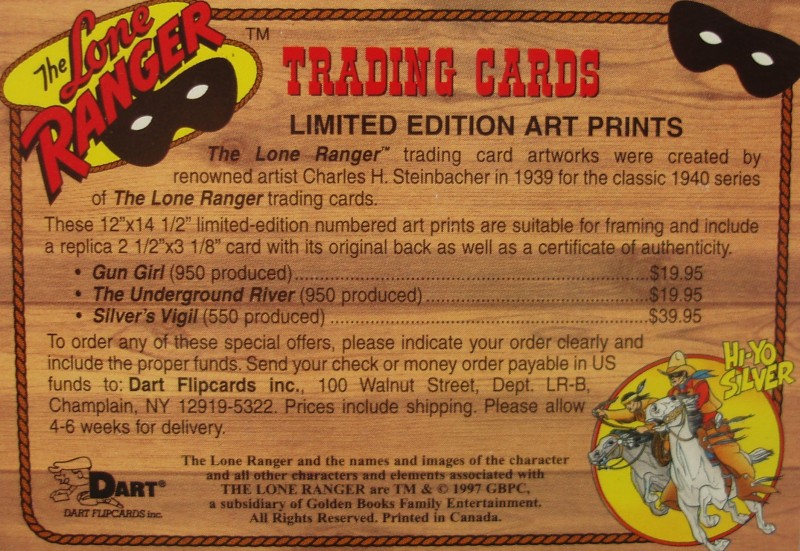 The Lone RANGER TM
TRADING CARDS
LIMITED EDITION ART PRINTS
The Lone Ranger™ trading card artworks were created by
renowned artist Charles H. Steinbacher in 1939 for the classic 1940 series
of The Lone Ranger trading cards.
These 12"x14 1/2" limited-edition numbered art prints are suitable for framing and include
a replica 2 1/2"x3 1/8" card with its original back as well as a certificate of authenticity.
• Gun Girl (950 produced)........................$19.95
• The Underground River (950 produced)........................$19.95
• Silver's Vigil (550 produced)........................$39.95
To order any of these special offers, please indicate your order clearly and
include the proper funds. Send your check or money order payable in US
funds to: Dart Flipcards inc., 100 Walnut Street, Dept. LR-B,
Champlain, NY 12919-5322. Prices include shipping. Please allow
4-6 weeks for delivery.
HI-YO
SILVER
The Lone Ranger and the names and images of the character
and all other characters and elements associated with
THE LONE RANGER are TM & © 1997 GBPC,
a subsidiary of Golden Books Family Entertainment.
All Rights Reserved. Printed in Canada.
DART®
DART FLIPCARDS inc.